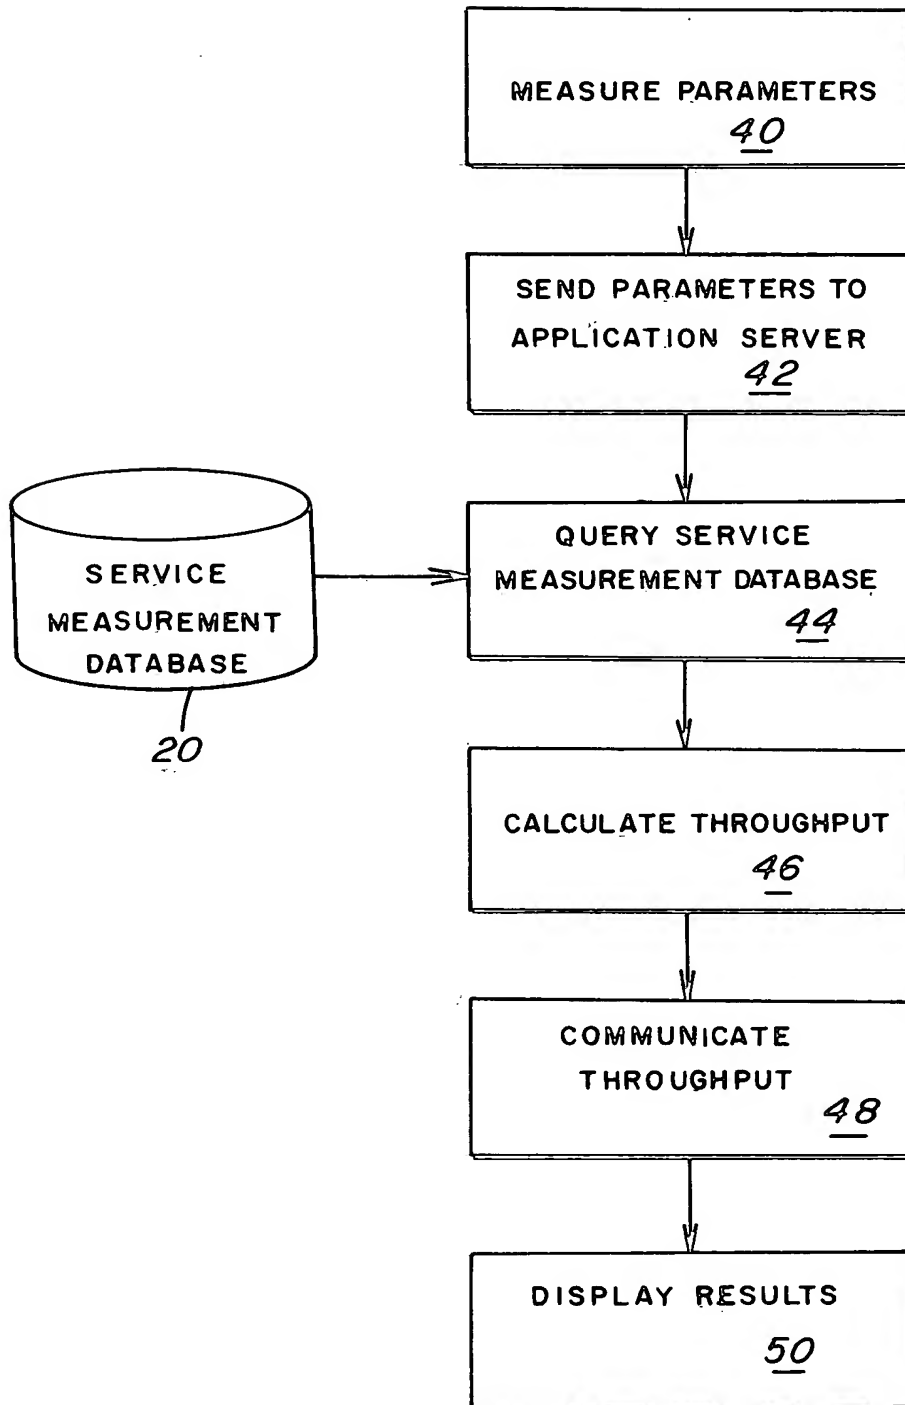 MEASURE PARAMETERS
40
SEND PARAMETERS TO
APPLICATION SERVER
42
SERVICE
MEASUREMENT
DATABASE
20
QUERY SERVICE
MEASUREMENT DATABASE
44
CALCULATE THROUGHPUT
46
COMMUNICATE
THROUGHPUT
48
DISPLAY RESULTS
50